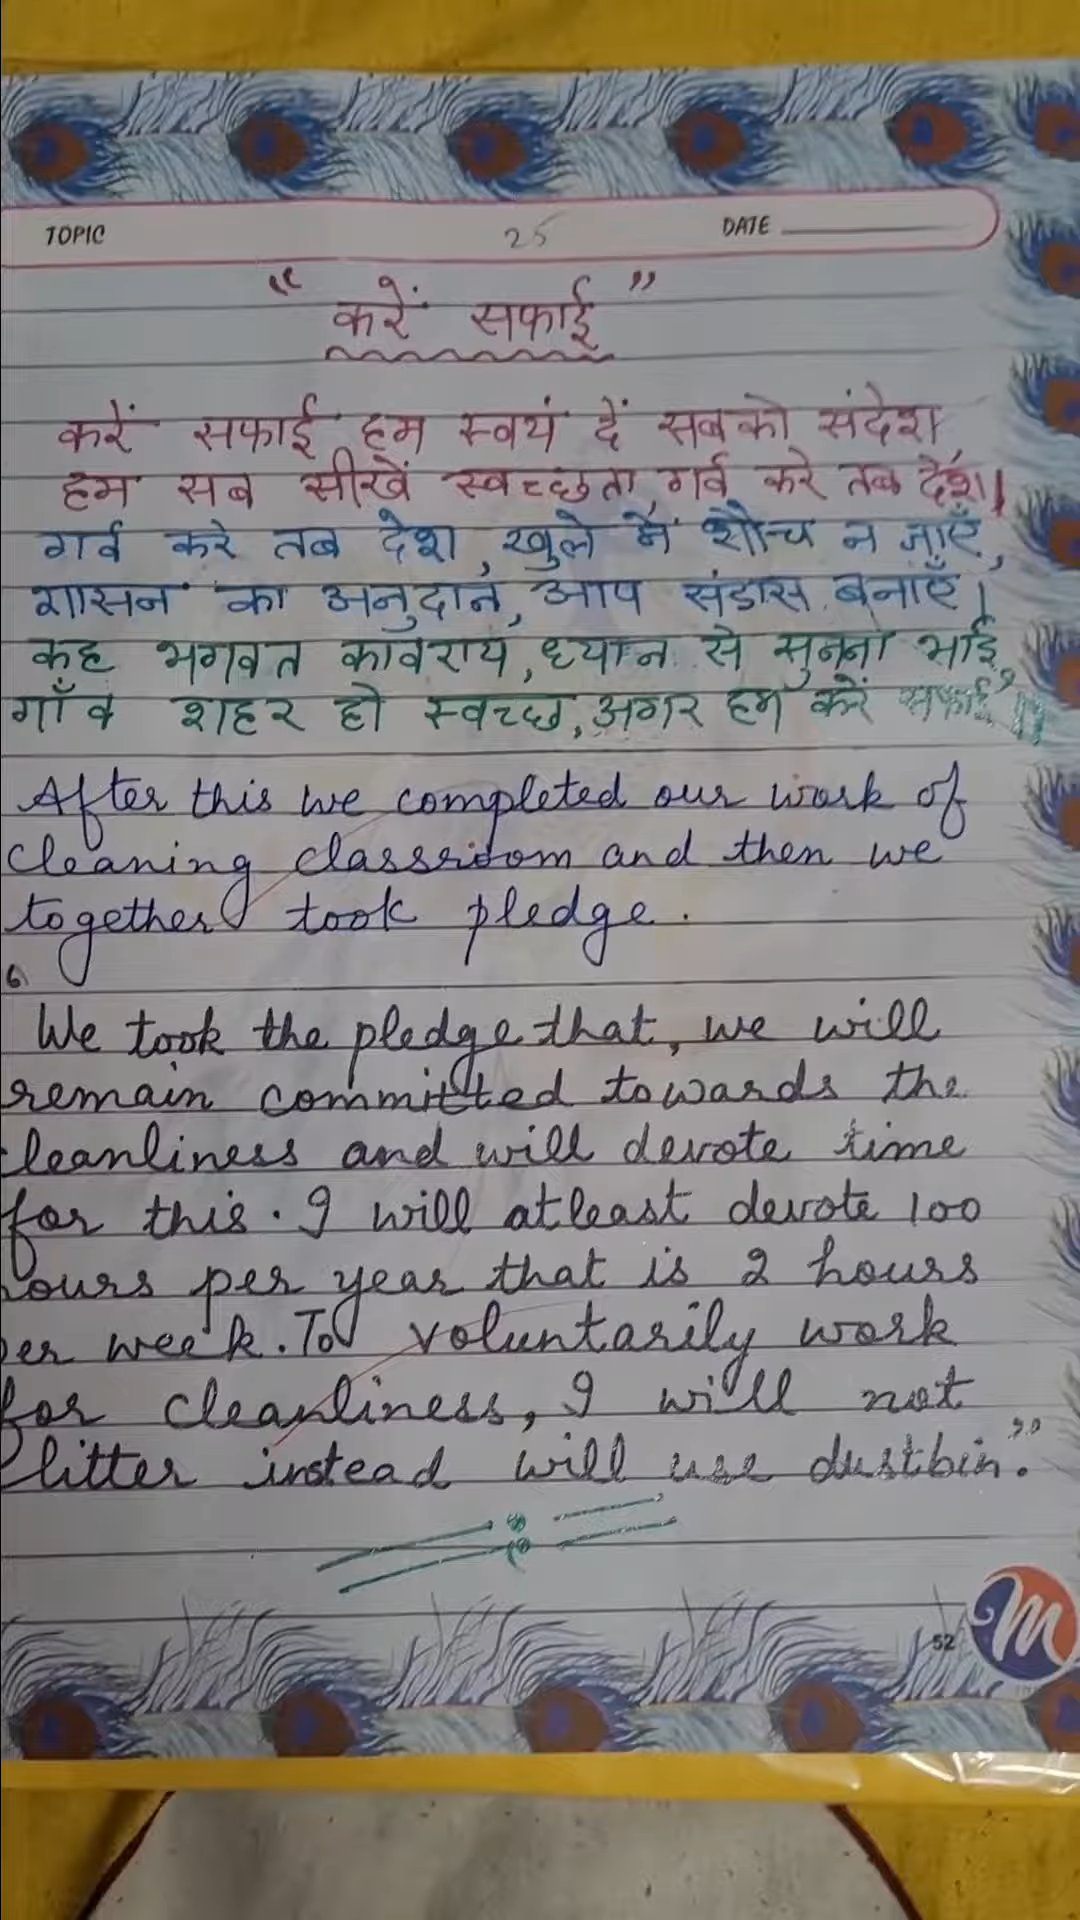 TOPIC 25 DATE
"करें सफाई"
करें सफाई हम स्वयं दें सबको संदेश
हम सब सीखें स्वच्छता, गर्व करे तब देश।
गर्व करे तब देश, खुले में शौच न जाएँ,
शासन का अनुदान, आप संडास बनाएँ।
कह भगवत कविराय, ध्यान से सुनना भाई,
गाँव शहर हो स्वच्छ, अगर हम करें सफाई।।
After this we completed our work of
cleaning classroom and then we
together took pledge.
6.
We took the pledge that, we will
remain committed towards the
cleanliness and will devote time
for this. I will atleast devote 100
hours per year that is 2 hours
per week. To voluntarily work
for cleanliness, I will not
litter instead will use dustbin."
52
M